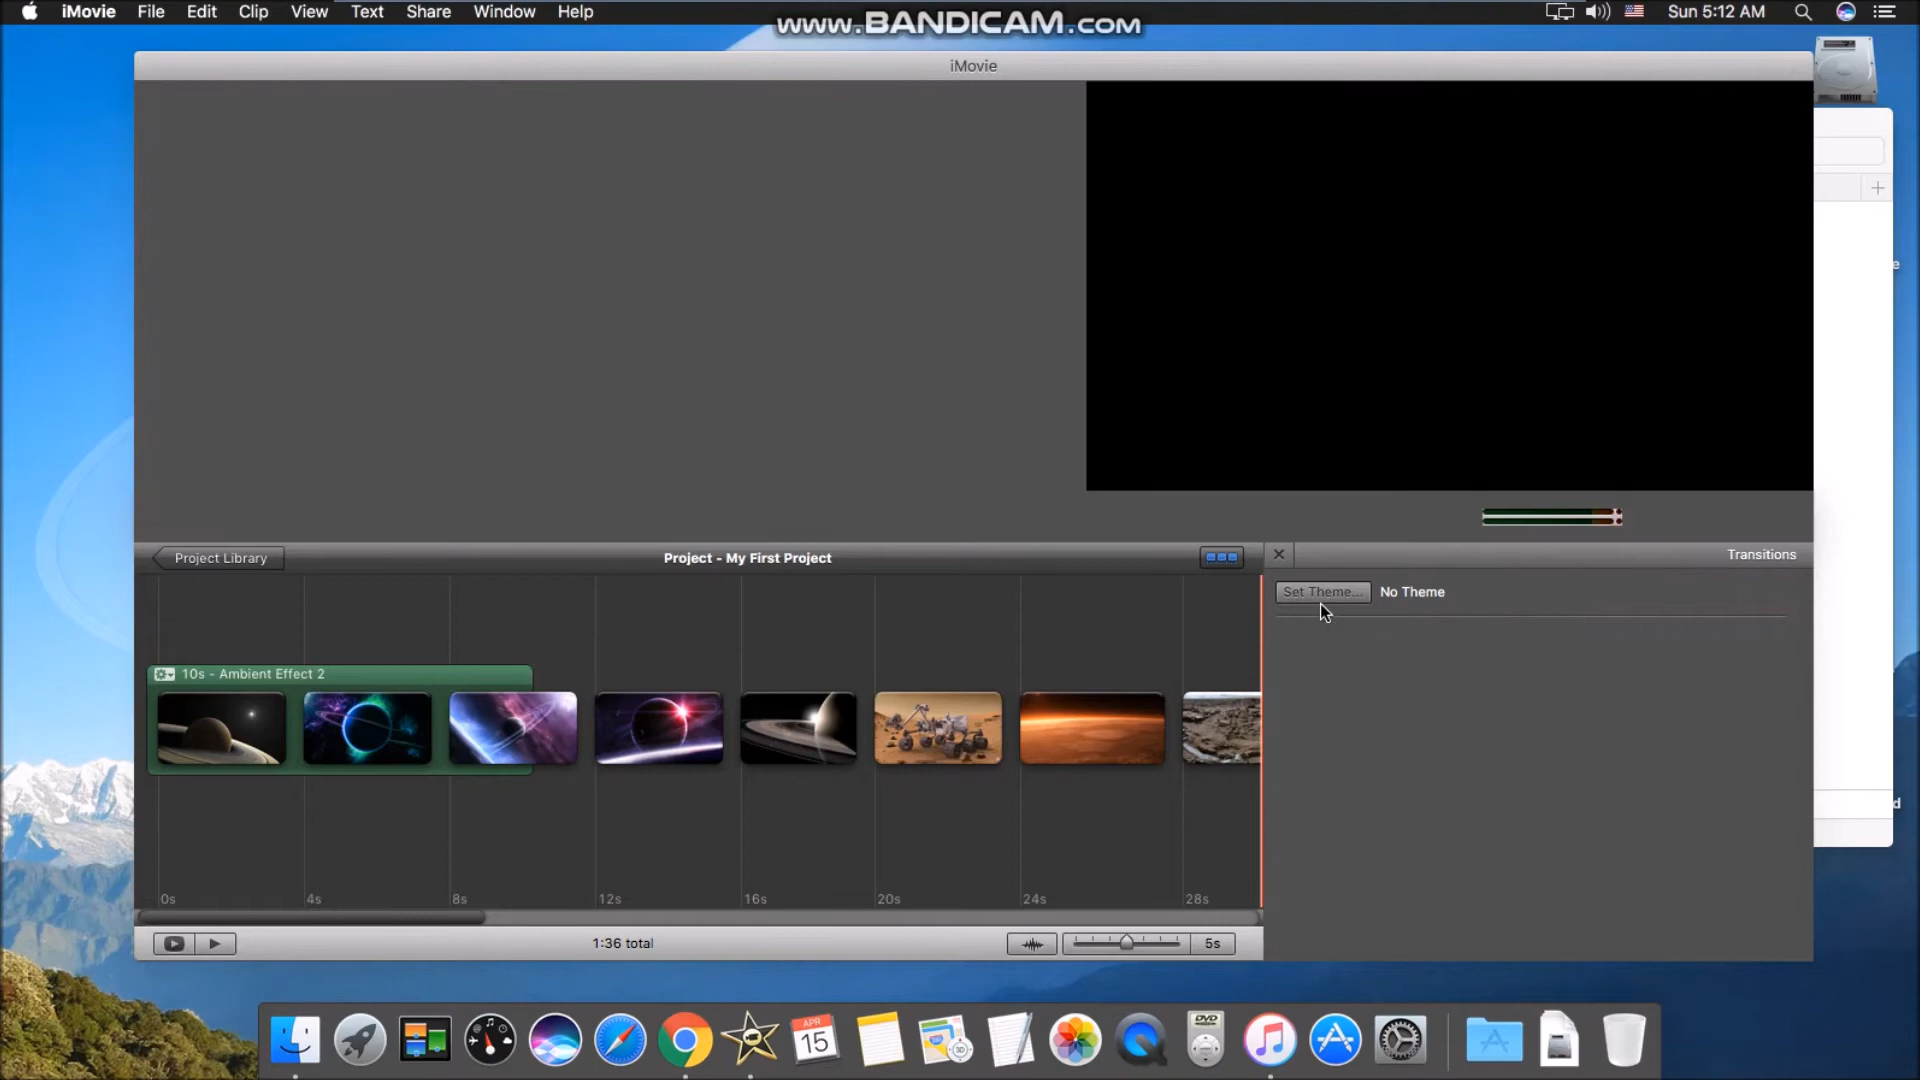 iMovie File Edit Clip View Text Share Window Help
www.BANDICAM.com
Sun 5:12 AM
iMovie
e
Project Library
Project - My First Project
Transitions
Set Theme...
No Theme
10s - Ambient Effect 2
d
0s 4s 8s 12s 16s 20s 24s 28s
1:36 total
5s
APR
15
DVD